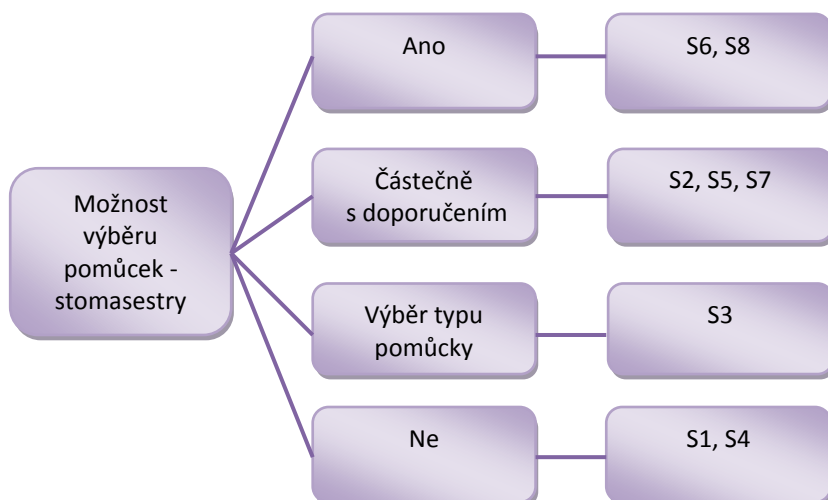 Možnost
výběru
pomůcek -
stomasestry
Ano
S6, S8
Částečně
s doporučením
S2, S5, S7
Výběr typu
pomůcky
S3
Ne
S1, S4